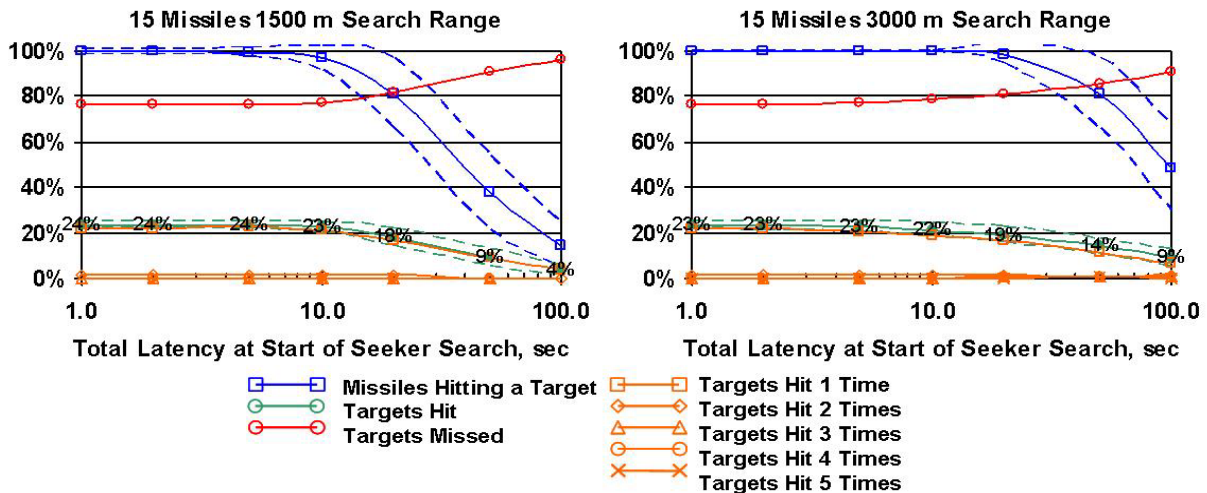 15 Missiles 1500 m Search Range
100%
80%
60%
40%
20%
0%
24%
24%
24%
23%
18%
9%
4%
1.0
10.0
100.0
Total Latency at Start of Seeker Search, sec
15 Missiles 3000 m Search Range
100%
80%
60%
40%
20%
0%
23%
23%
23%
22%
19%
14%
9%
1.0
10.0
100.0
Total Latency at Start of Seeker Search, sec
Missiles Hitting a Target
Targets Hit
Targets Missed
Targets Hit 1 Time
Targets Hit 2 Times
Targets Hit 3 Times
Targets Hit 4 Times
Targets Hit 5 Times